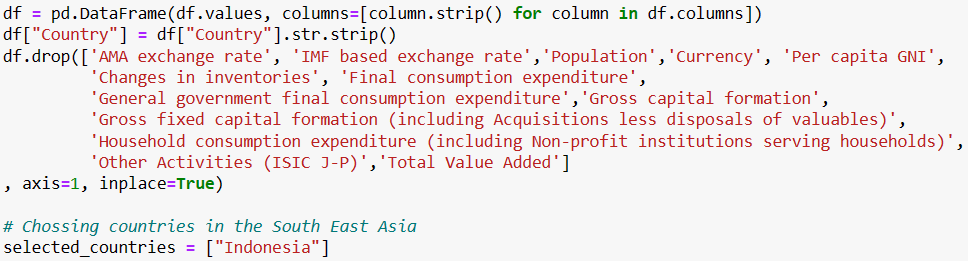 df = pd.DataFrame(df.values, columns=[column.strip() for column in df.columns])
df["Country"] = df["Country"].str.strip()
df.drop(['AMA exchange rate', 'IMF based exchange rate','Population','Currency', 'Per capita GNI',
'Changes in inventories', 'Final consumption expenditure',
'General government final consumption expenditure','Gross capital formation',
'Gross fixed capital formation (including Acquisitions less disposals of valuables)',
'Household consumption expenditure (including Non-profit institutions serving households)',
'Other Activities (ISIC J-P)','Total Value Added']
, axis=1, inplace=True)
# Chossing countries in the South East Asia
selected_countries = ["Indonesia"]